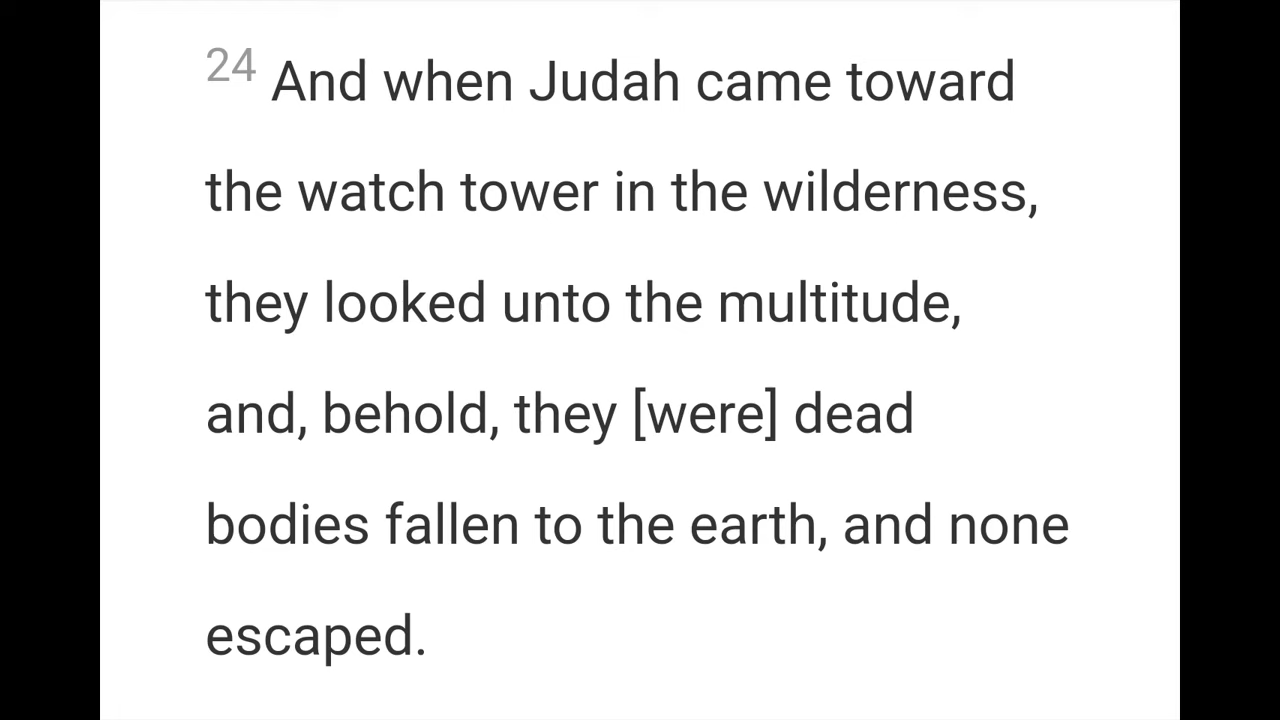 24 And when Judah came toward
the watch tower in the wilderness,
they looked unto the multitude,
and, behold, they [were] dead
bodies fallen to the earth, and none
escaped.